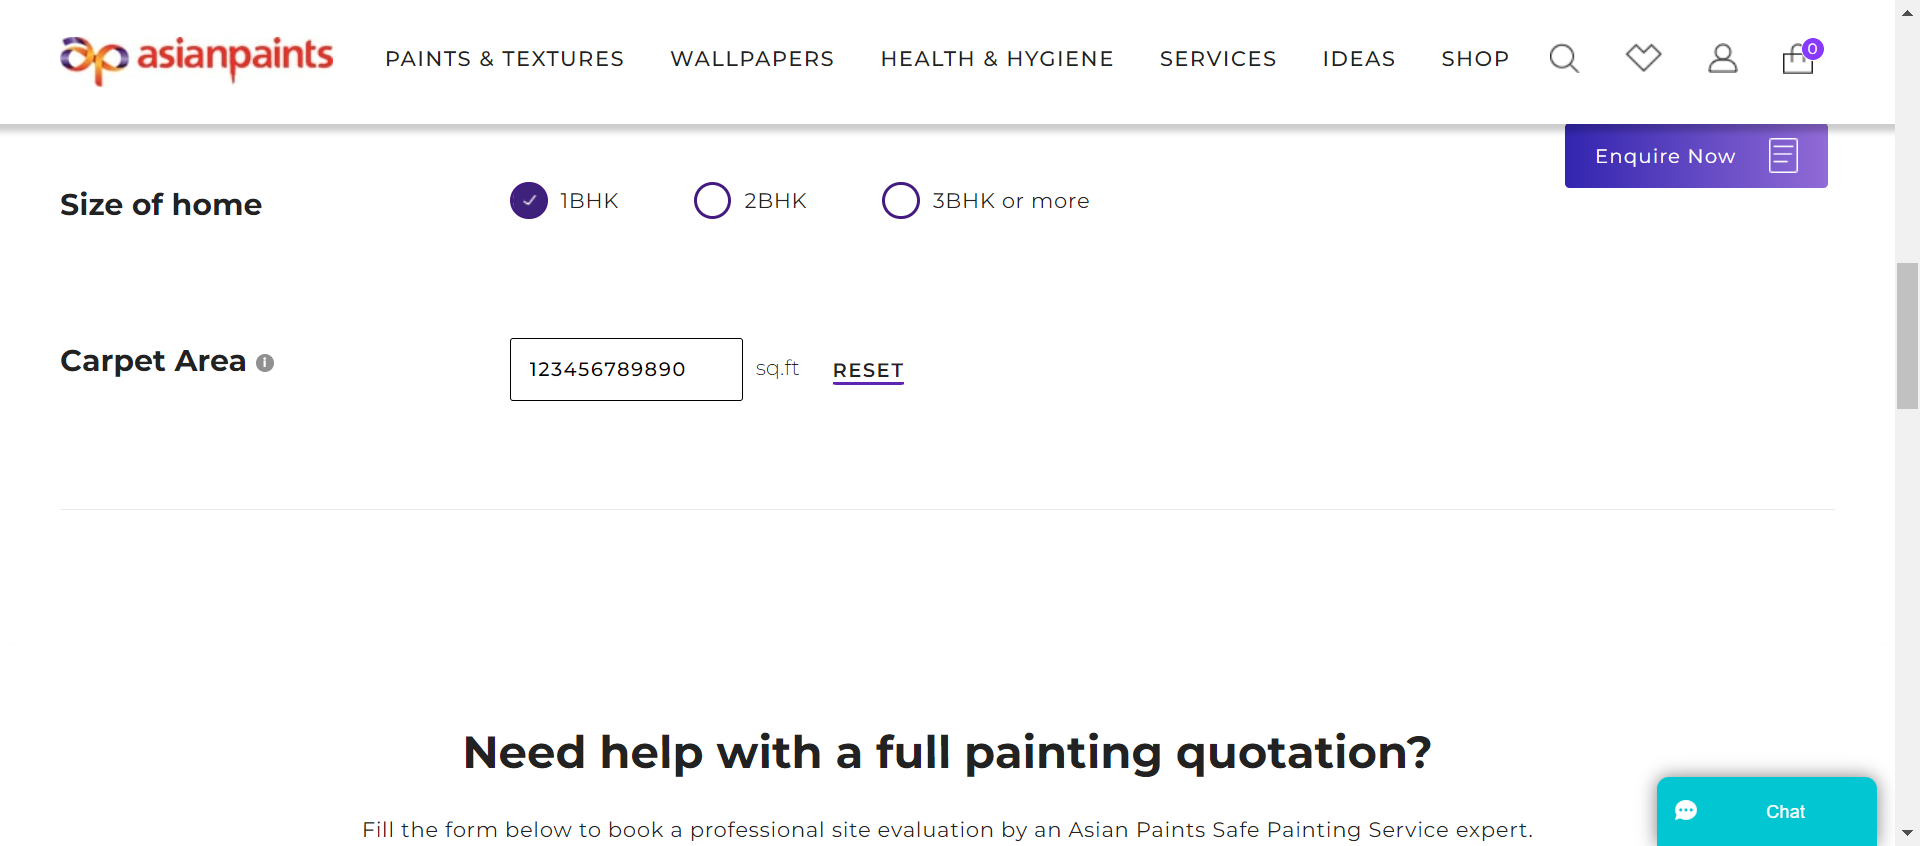 asianpaints
PAINTS & TEXTURES WALLPAPERS HEALTH & HYGIENE SERVICES IDEAS SHOP 0
Enquire Now
Size of home 1BHK 2BHK 3BHK or more
Carpet Area 123456789890 sq.ft RESET
Need help with a full painting quotation?
Fill the form below to book a professional site evaluation by an Asian Paints Safe Painting Service expert.
Chat